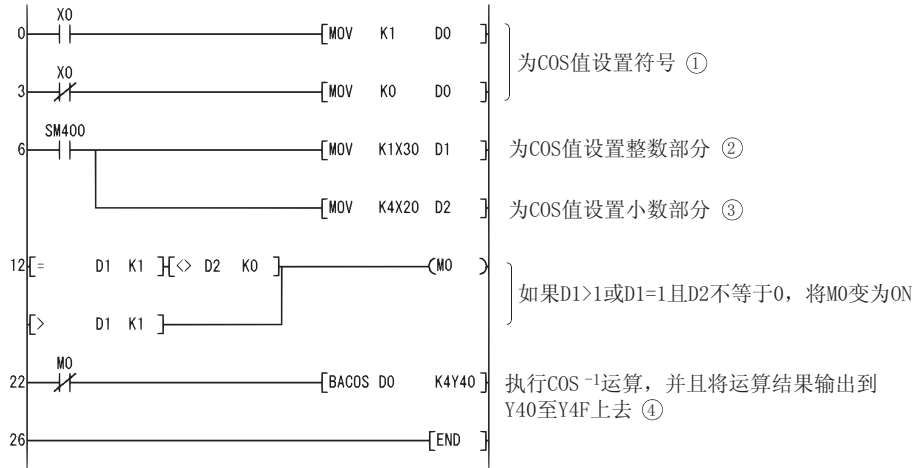 X0
0 MOV K1 D0
为COS值设置符号 ①
X0
3 MOV K0 D0
SM400
6 MOV K1X30 D1 为COS值设置整数部分 ②
MOV K4X20 D2 为COS值设置小数部分 ③
12 = D1 K1 <> D2 K0 M0
如果D1>1或D1=1且D2不等于0，将M0变为ON
> D1 K1
M0
22 BACOS D0 K4Y40 执行COS⁻¹运算，并且将运算结果输出到
Y40至Y4F上去 ④
26 END